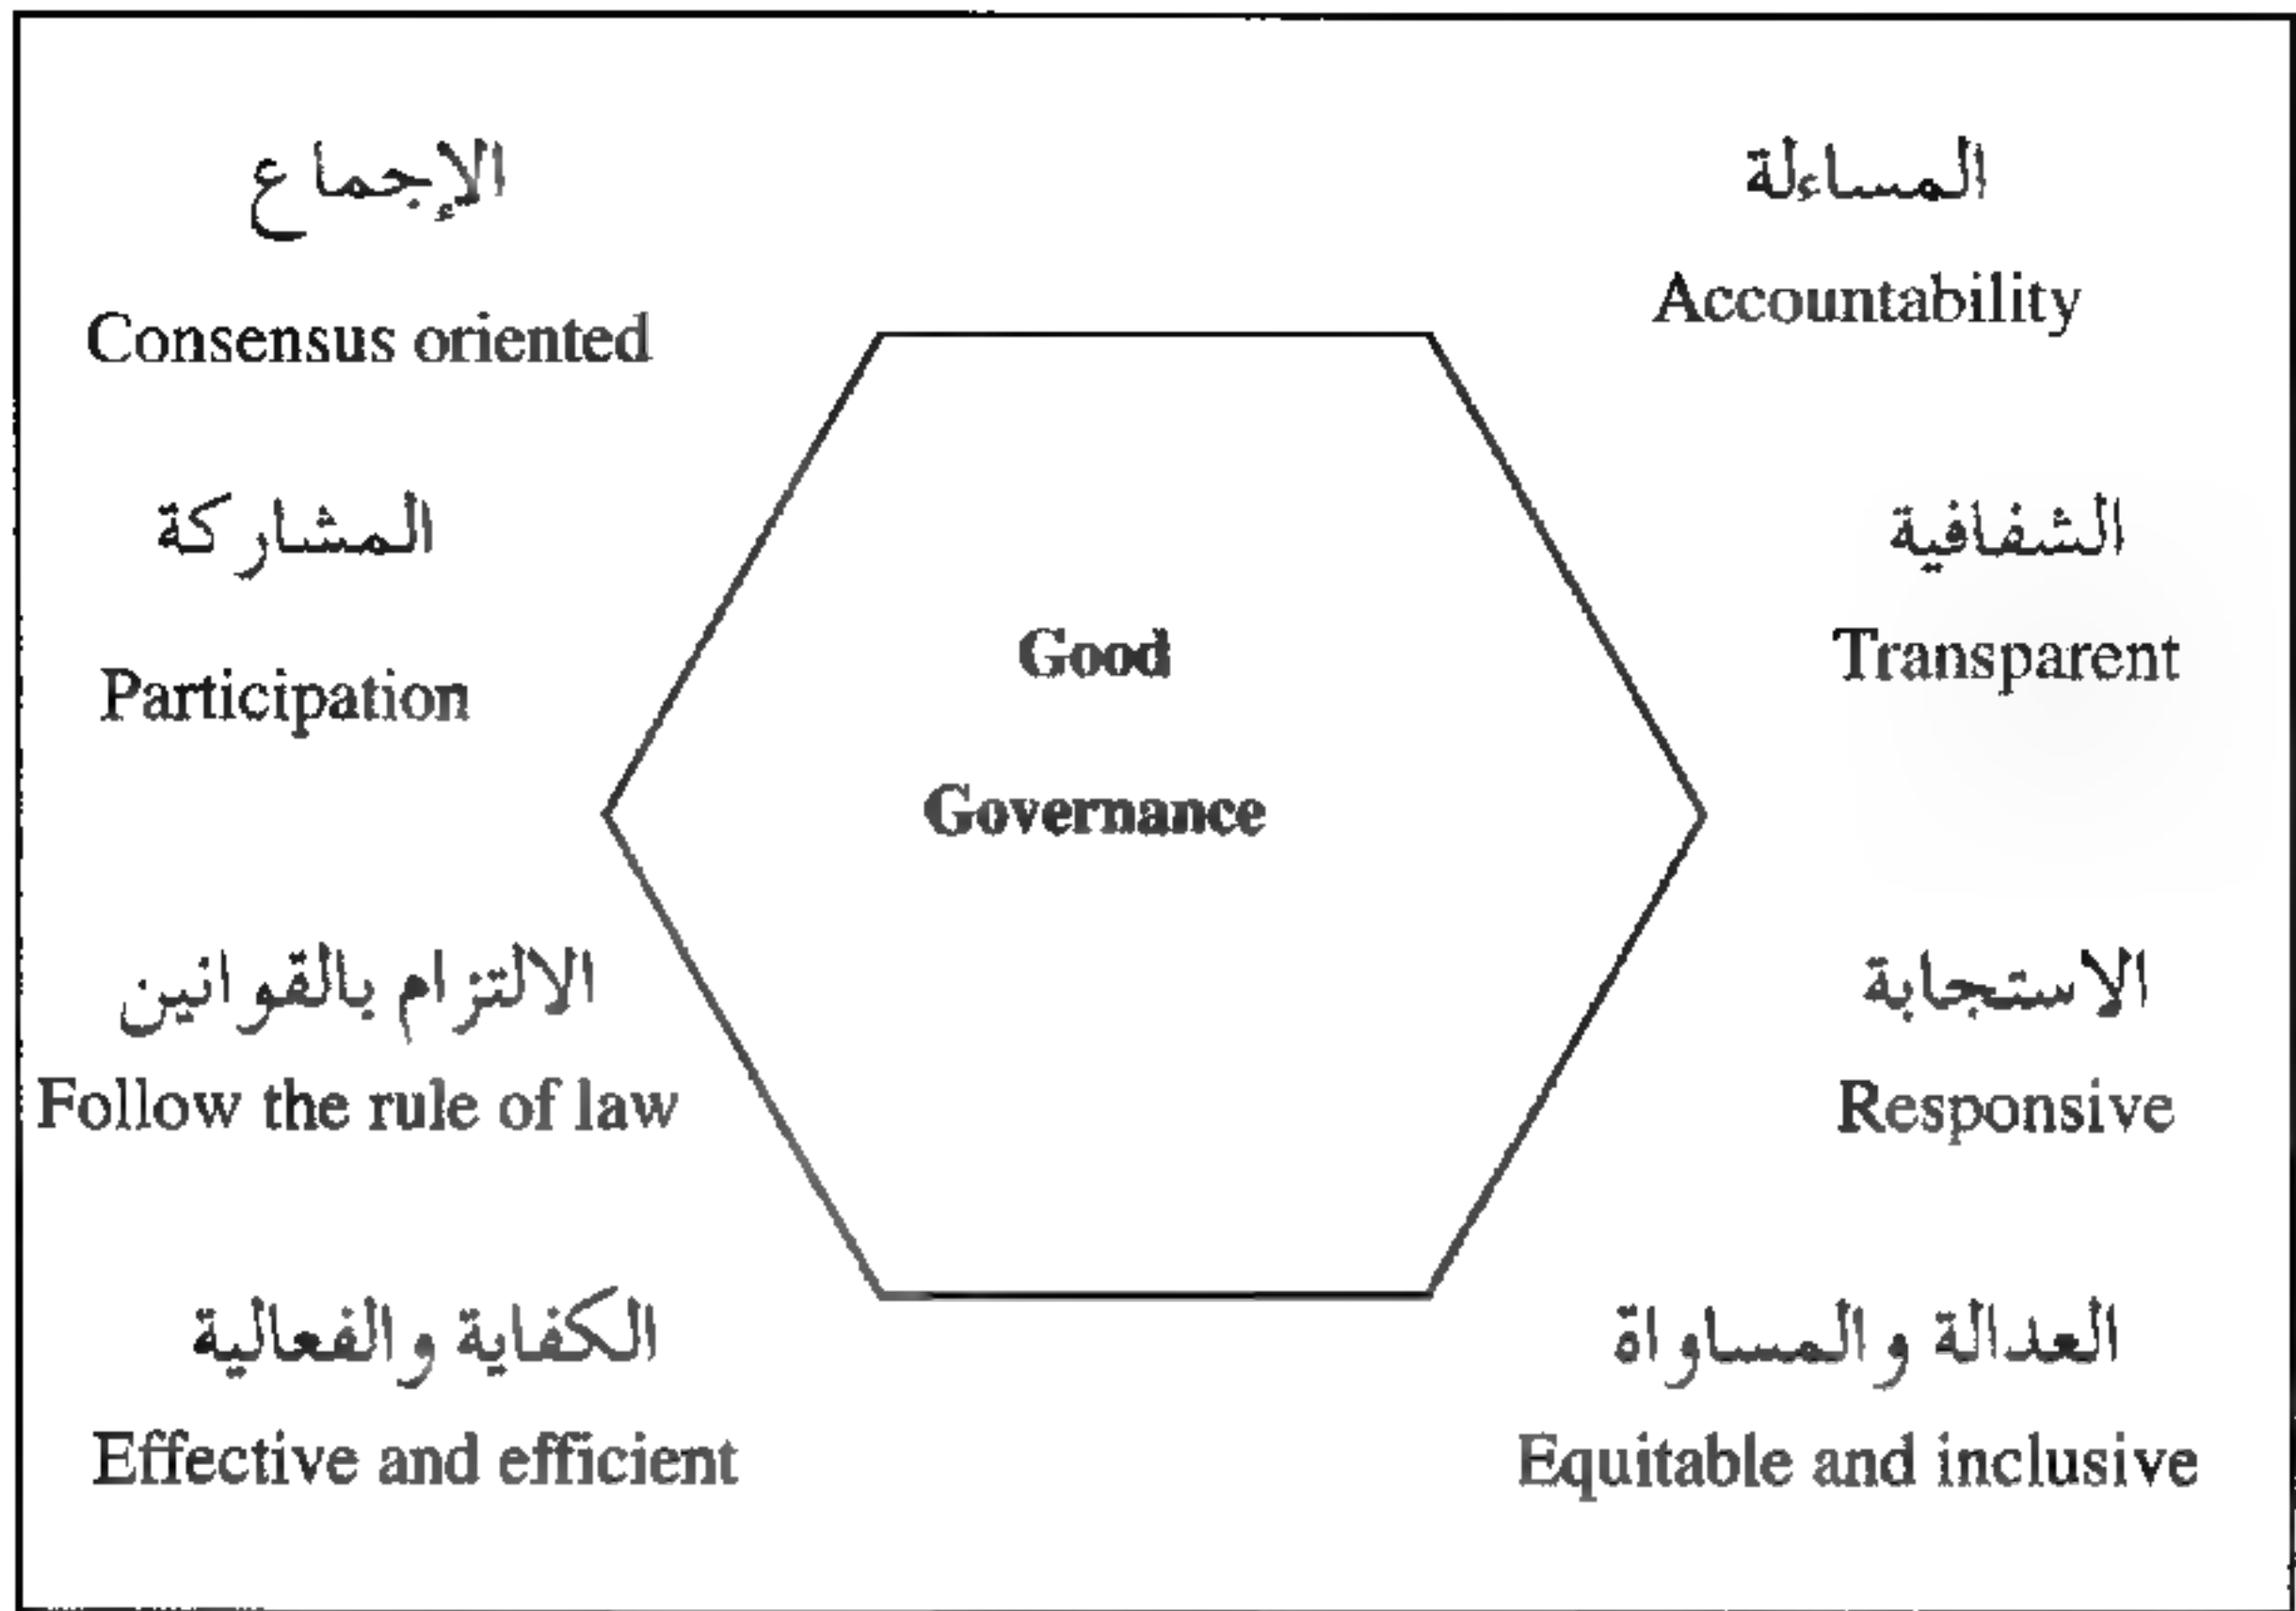 الإجماع
Consensus oriented
المساءلة
Accountability
المشاركة
Participation
الشفافية
Transparent
Good
Governance
الالتزام بالقوانين
Follow the rule of law
الاستجابة
Responsive
الكفاية والفعالية
Effective and efficient
العدالة والمساواة
Equitable and inclusive